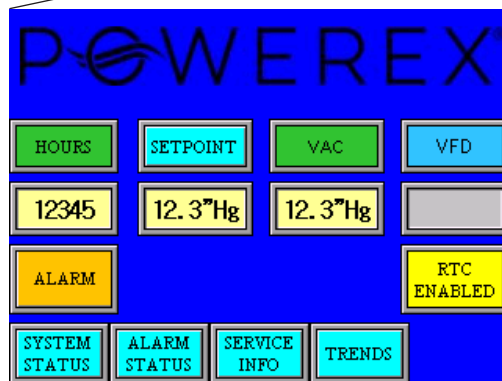 POWEREX
HOURS SETPOINT VAC VFD
12345 12.3"Hg 12.3"Hg
ALARM RTC ENABLED
SYSTEM STATUS ALARM STATUS SERVICE INFO TRENDS